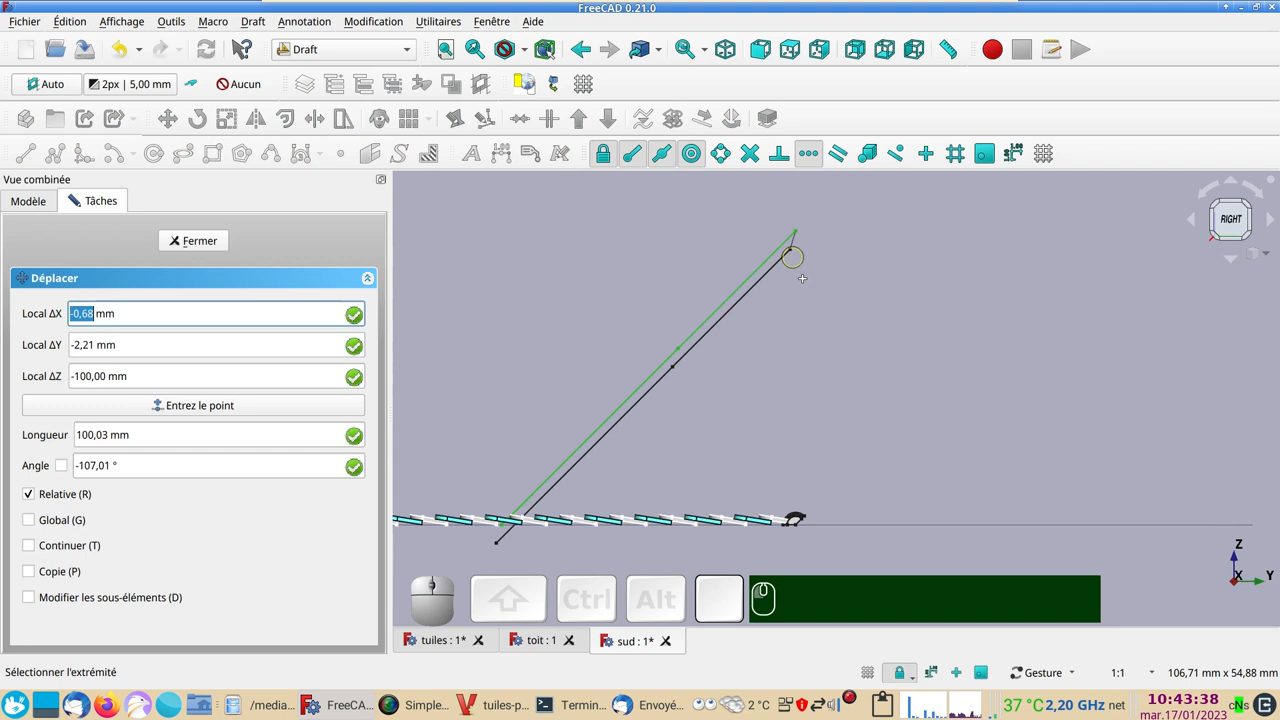 FreeCAD 0.21.0
Fichier Édition Affichage Outils Macro Draft Annotation Modification Utilitaires Fenêtre Aide
Draft
Auto 2px | 5,00 mm Aucun
Vue combinée
Modèle Tâches
Fermer
Déplacer
Local ΔX -0,68 mm
Local ΔY -2,21 mm
Local ΔZ -100,00 mm
Entrez le point
Longueur 100,03 mm
Angle -107,01 °
Relative (R)
Global (G)
Continuer (T)
Copie (P)
Modifier les sous-éléments (D)
RIGHT
Z
X Y
Ctrl Alt
tuiles : 1* toit : 1 sud : 1*
Sélectionner l'extrémité Gesture 1:1 106,71 mm x 54,88 mm
/media... FreeCA... Simple... tuiles-p... Termin... Envoyé... 2 °C 37 °C 2,20 GHz net 10:43:38
mar.17/01/2023